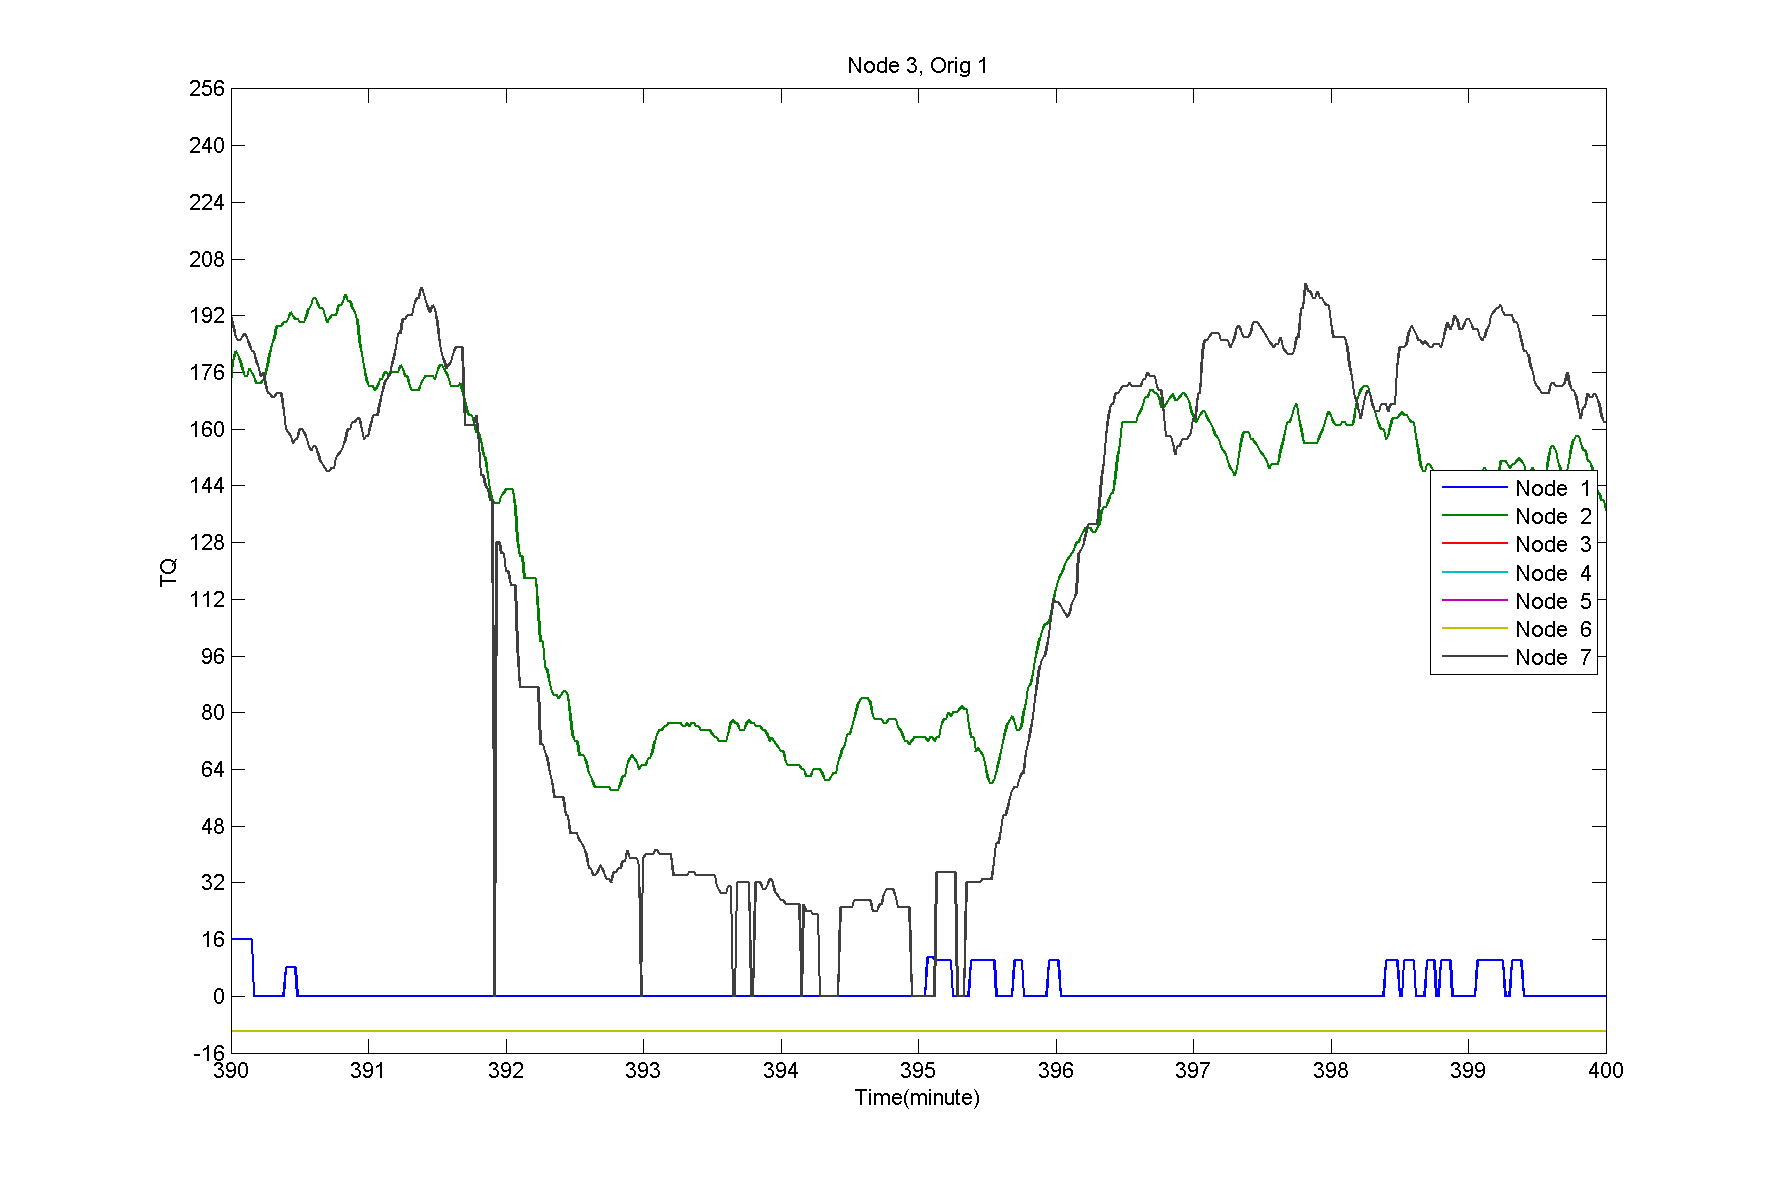 Node 3, Orig 1
256
240
224
208
192
176
160
144
128
112
96
80
64
48
32
16
0
-16
TQ
Node 1
Node 2
Node 3
Node 4
Node 5
Node 6
Node 7
390 391 392 393 394 395 396 397 398 399 400
Time(minute)